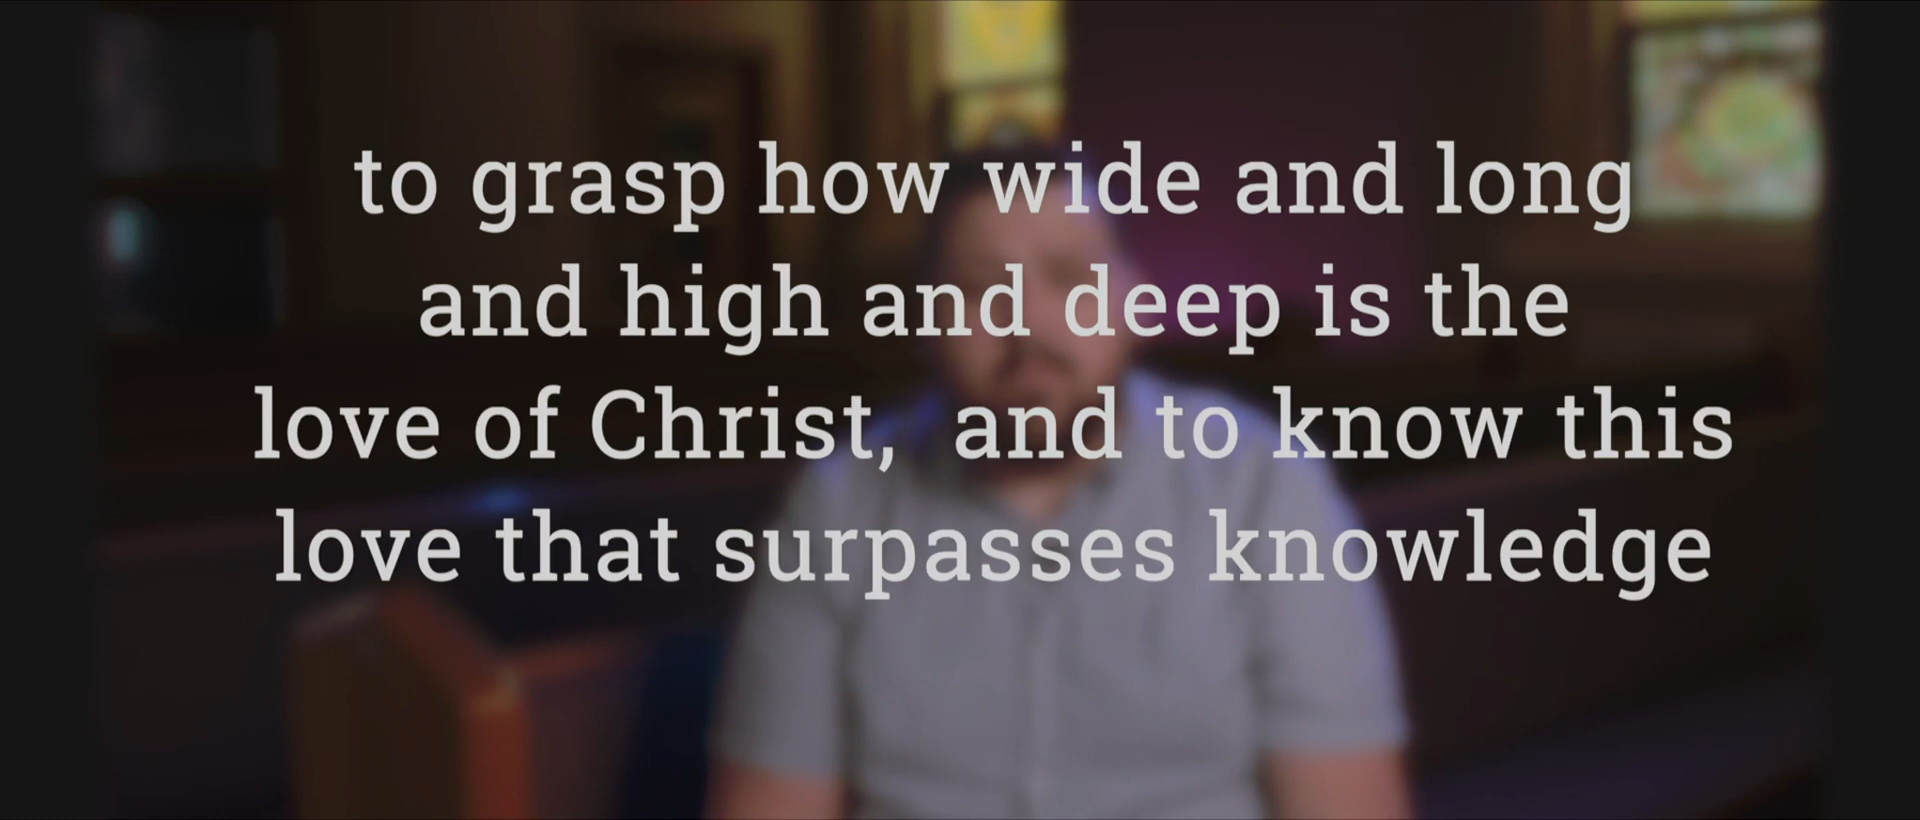 to grasp how wide and long
and high and deep is the
love of Christ,  and to know this
love that surpasses knowledge